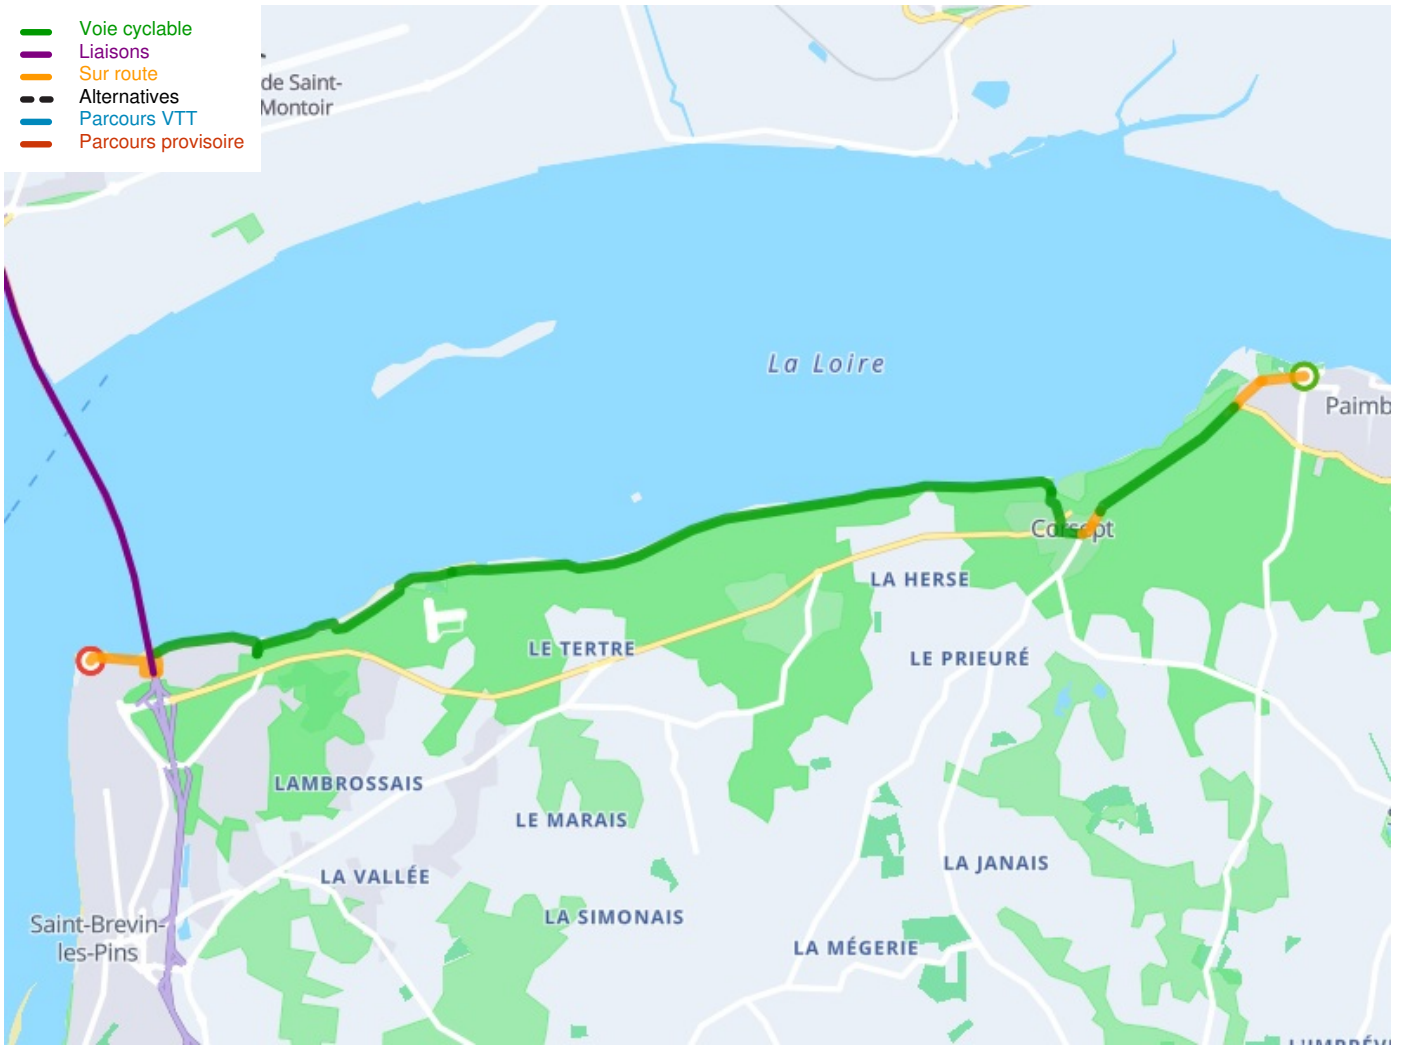 Voie cyclable
Liaisons
Sur route
Alternatives
Parcours VTT
Parcours provisoire
de Saint-
Montoir
La Loire
Paimb
Corsept
LA HERSE
LE TERTRE
LE PRIEURÉ
LAMBROSSAIS
LE MARAIS
LA VALLÉE
LA JANAIS
Saint-Brevin-
les-Pins
LA SIMONAIS
LA MÉGERIE